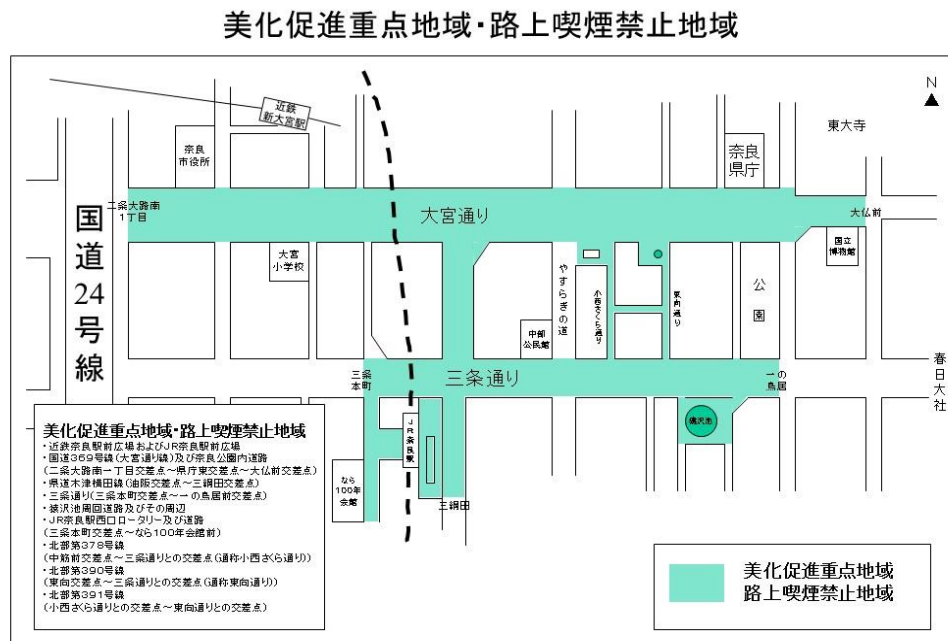 美化促進重点地域・路上喫煙禁止地域
N
近鉄
新大宮駅
東大寺
奈良
市役所
奈良
県庁
国道24号線
二条大路南
1丁目
大宮通り
大仏前
大宮
小学校
やすらぎの道
小西さくら通り
東向通り
公園
国立
博物館
中部
公民館
三条
本町
三条通り
一の
鳥居
春日大社
JR奈良駅
猿沢池
なら
100年
会館
三綱田
美化促進重点地域・路上喫煙禁止地域
・近鉄奈良駅前広場およびJR奈良駅前広場
・国道369号線(大宮通り線)及び奈良公園内道路
(二条大路南一丁目交差点～県庁東交差点～大仏前交差点)
・県道木津横田線(油阪交差点～三綱田交差点)
・三条通り(三条本町交差点～一の鳥居前交差点)
・猿沢池周回道路及びその周辺
・JR奈良駅西口ロータリー及び道路
(三条本町交差点～なら100年会館前)
・北部第378号線
(中筋前交差点～三条通りとの交差点(通称小西さくら通り))
・北部第390号線
(東向交差点～三条通りとの交差点(通称東向通り))
・北部第391号線
(小西さくら通りとの交差点～東向通りとの交差点)
美化促進重点地域
路上喫煙禁止地域